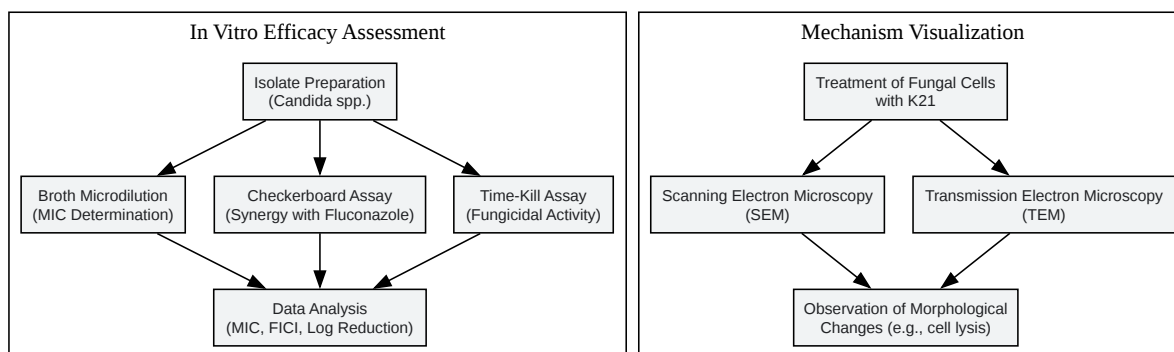 In Vitro Efficacy Assessment
Isolate Preparation
(Candida spp.)
Broth Microdilution
(MIC Determination)
Checkerboard Assay
(Synergy with Fluconazole)
Time-Kill Assay
(Fungicidal Activity)
Data Analysis
(MIC, FICI, Log Reduction)
Mechanism Visualization
Treatment of Fungal Cells
with K21
Scanning Electron Microscopy
(SEM)
Transmission Electron Microscopy
(TEM)
Observation of Morphological
Changes (e.g., cell lysis)